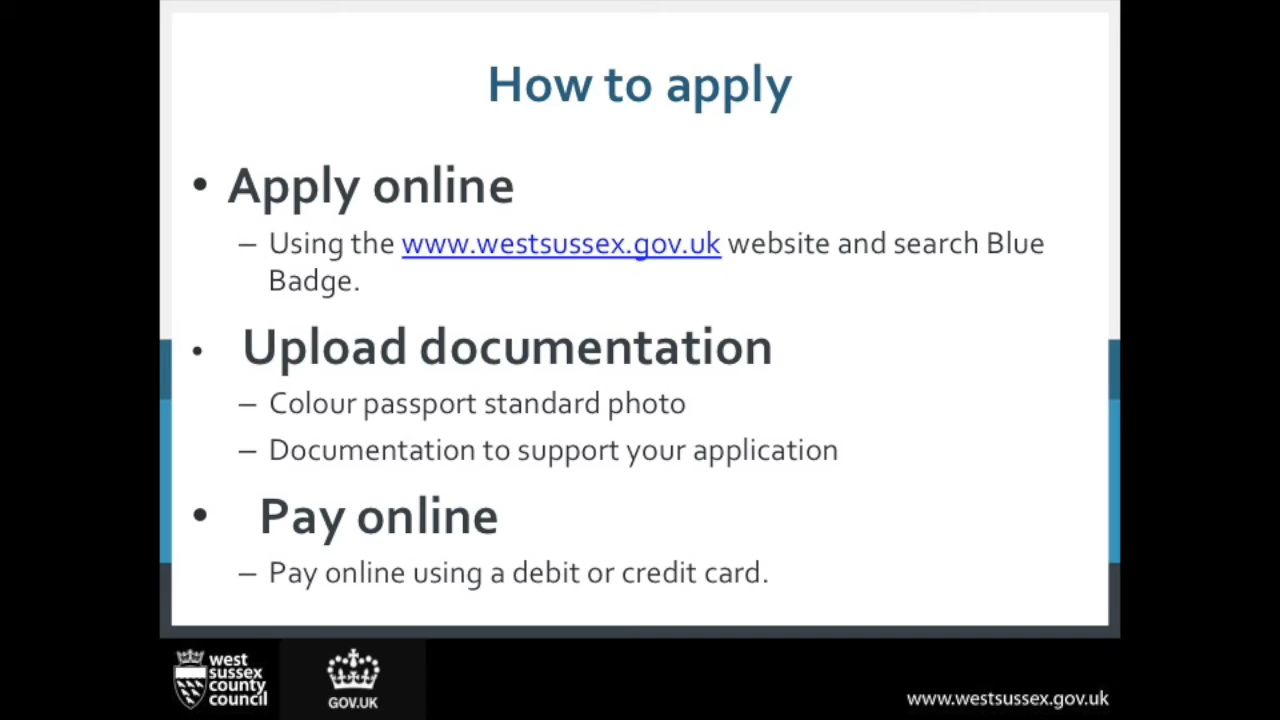 How to apply
• Apply online
– Using the www.westsussex.gov.uk website and search Blue
Badge.
• Upload documentation
– Colour passport standard photo
– Documentation to support your application
• Pay online
– Pay online using a debit or credit card.
west
sussex
county
council
GOV.UK
www.westsussex.gov.uk